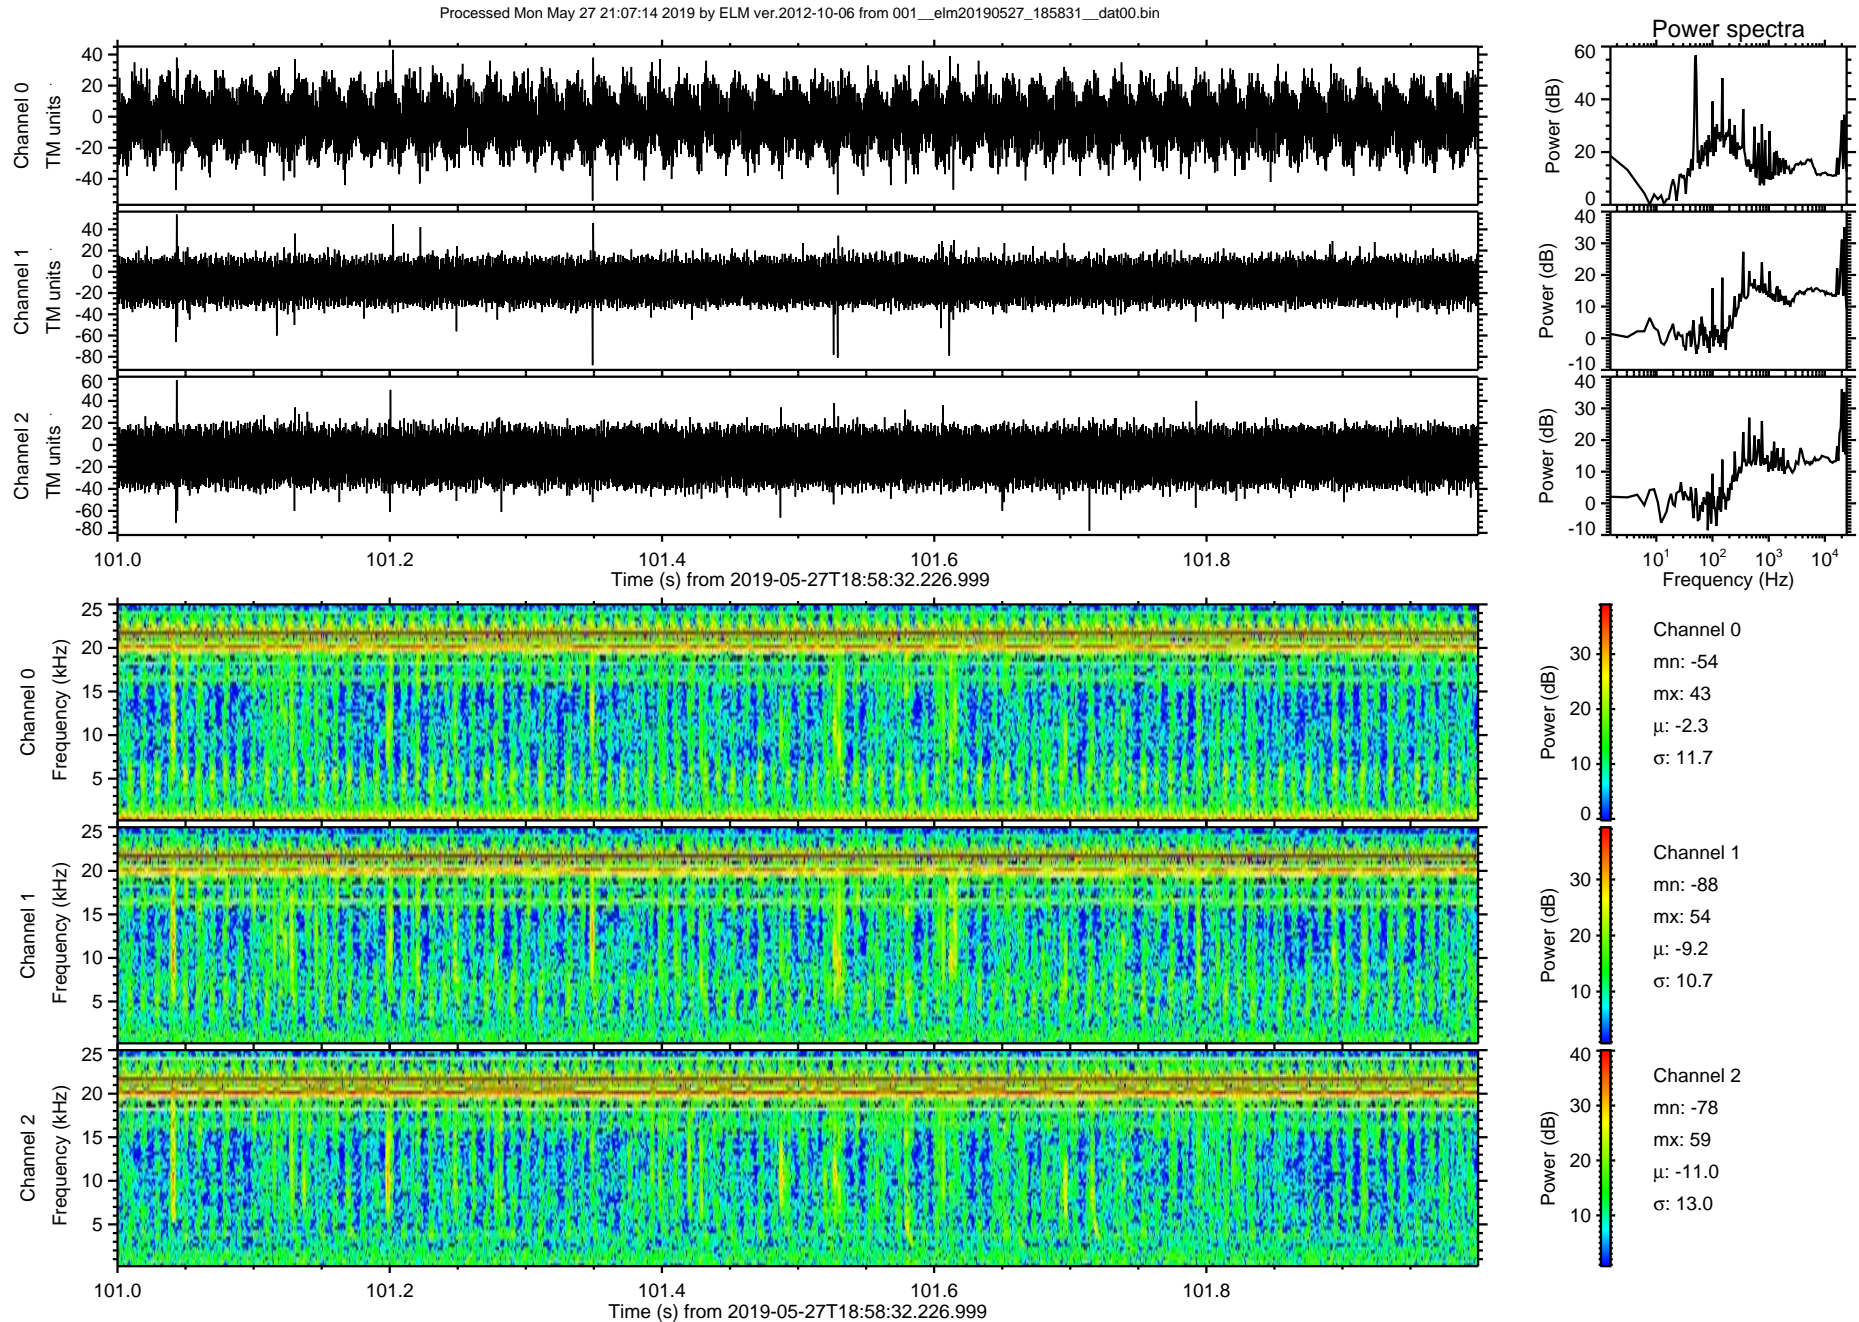 Processed Mon May 27 21:07:14 2019 by ELM ver.2012-10-06 from 001__elm20190527_185831__dat00.bin
Power spectra
Channel 0
TM units
40
20
0
-20
-40
Power (dB)
60
40
20
0
Channel 1
TM units
40
20
0
-20
-40
-60
-80
Power (dB)
40
30
20
10
0
-10
Channel 2
TM units
60
40
20
0
-20
-40
-60
-80
Power (dB)
40
30
20
10
0
-10
101.0 101.2 101.4 101.6 101.8
Time (s) from 2019-05-27T18:58:32.226.999
10¹ 10² 10³ 10⁴
Frequency (Hz)
Channel 0
Frequency (kHz)
25
20
15
10
5
Power (dB)
30
20
10
0
Channel 0
mn: -54
mx: 43
µ: -2.3
σ: 11.7
Channel 1
Frequency (kHz)
25
20
15
10
5
Power (dB)
30
20
10
Channel 1
mn: -88
mx: 54
µ: -9.2
σ: 10.7
Channel 2
Frequency (kHz)
25
20
15
10
5
Power (dB)
40
30
20
10
Channel 2
mn: -78
mx: 59
µ: -11.0
σ: 13.0
101.0 101.2 101.4 101.6 101.8
Time (s) from 2019-05-27T18:58:32.226.999